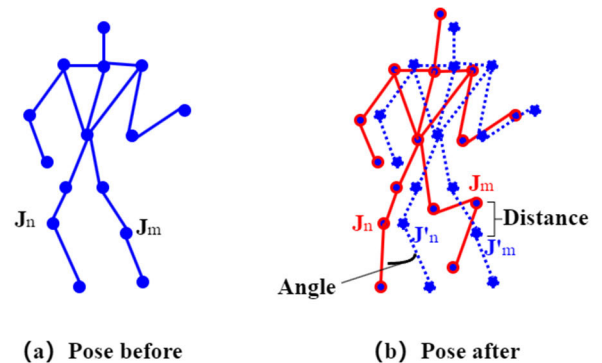 Jn
Jm
Jm
Distance
Jn
J'n
J'm
Angle
(a) Pose before
(b) Pose after